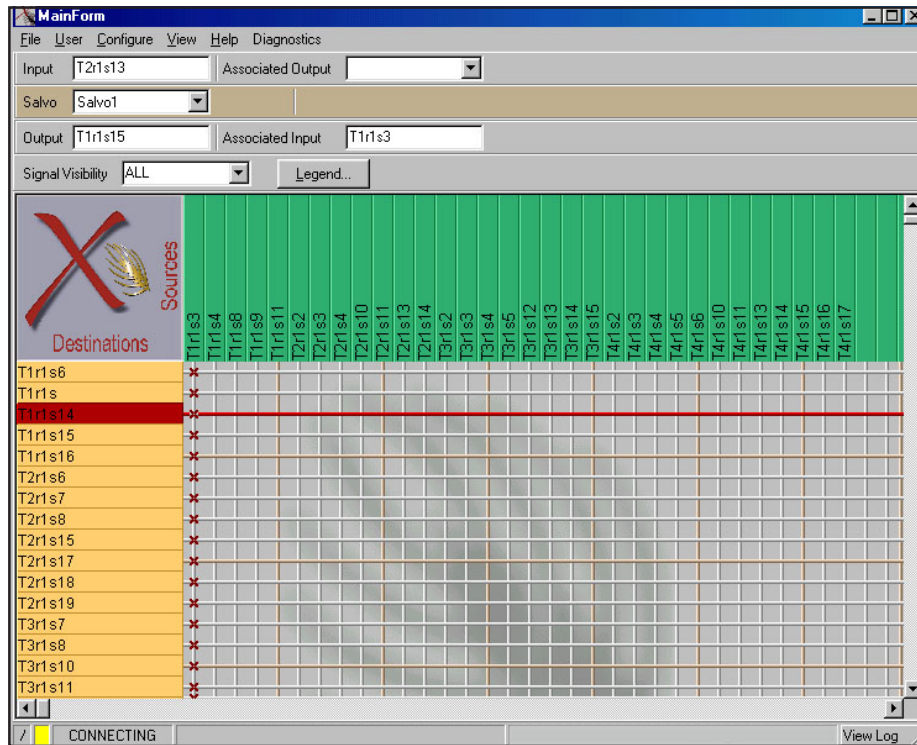 MainForm
File User Configure View Help Diagnostics
Input T2r1s13 Associated Output
Salvo Salvo1
Output T1r1s15 Associated Input T1r1s3
Signal Visibility ALL Legend...
Sources
Destinations
T1r1s3
T1r1s4
T1r1s8
T1r1s9
T1r1s11
T2r1s2
T2r1s3
T2r1s4
T2r1s10
T2r1s11
T2r1s13
T2r1s14
T3r1s2
T3r1s3
T3r1s4
T3r1s5
T3r1s12
T3r1s13
T3r1s14
T3r1s15
T4r1s2
T4r1s3
T4r1s4
T4r1s5
T4r1s6
T4r1s10
T4r1s11
T4r1s13
T4r1s14
T4r1s15
T4r1s16
T4r1s17
T1r1s6
T1r1s
T1r1s14
T1r1s15
T1r1s16
T2r1s6
T2r1s7
T2r1s8
T2r1s15
T2r1s17
T2r1s18
T2r1s19
T3r1s7
T3r1s8
T3r1s10
T3r1s11
/ CONNECTING View Log